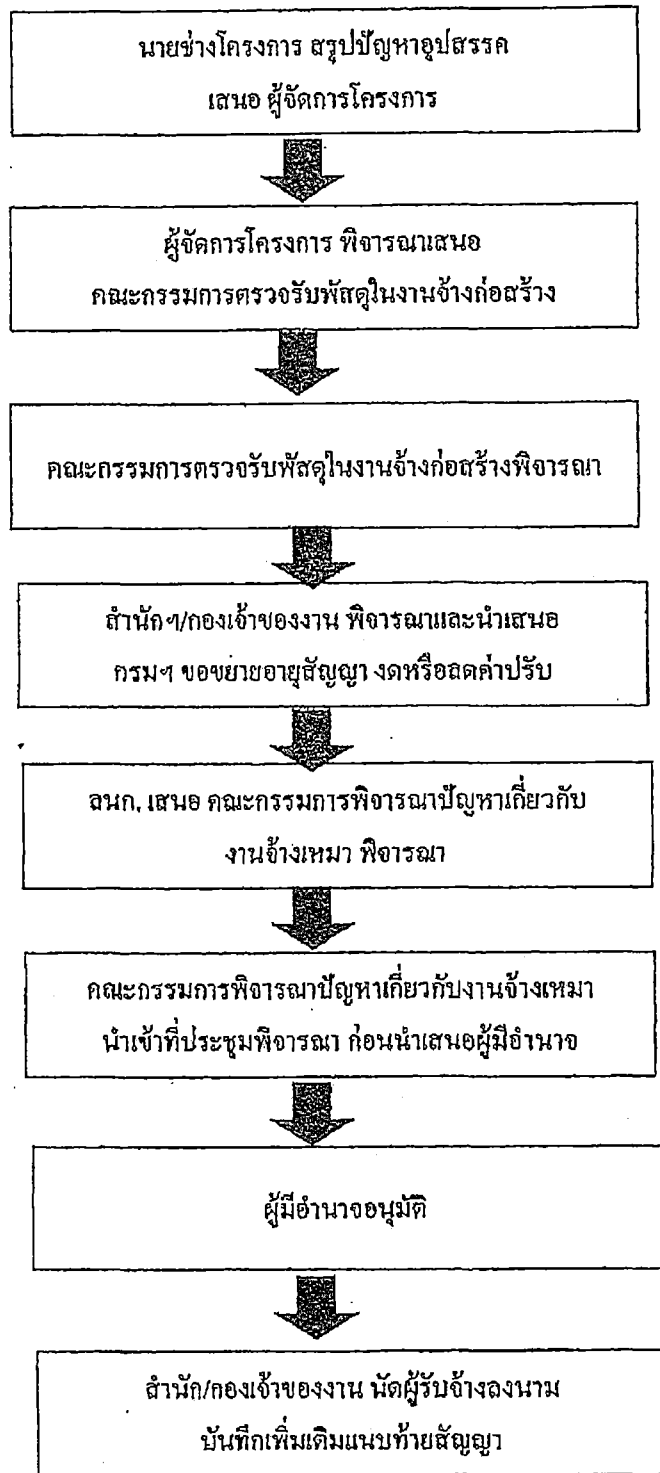 นายช่างโครงการ สรุปปัญหาอุปสรรค
เสนอ ผู้จัดการโครงการ
ผู้จัดการโครงการ พิจารณาเสนอ
คณะกรรมการตรวจรับพัสดุในงานจ้างก่อสร้าง
คณะกรรมการตรวจรับพัสดุในงานจ้างก่อสร้างพิจารณา
สำนักฯ/กองเจ้าของงาน พิจารณาและนำเสนอ
กรมฯ ขอขยายอายุสัญญา งดหรือลดค่าปรับ
ลนก. เสนอ คณะกรรมการพิจารณาปัญหาเกี่ยวกับ
งานจ้างเหมา พิจารณา
คณะกรรมการพิจารณาปัญหาเกี่ยวกับงานจ้างเหมา
นำเข้าที่ประชุมพิจารณา ก่อนนำเสนอผู้มีอำนาจ
ผู้มีอำนาจอนุมัติ
สำนัก/กองเจ้าของงาน นัดผู้รับจ้างลงนาม
บันทึกเพิ่มเติมแนบท้ายสัญญา